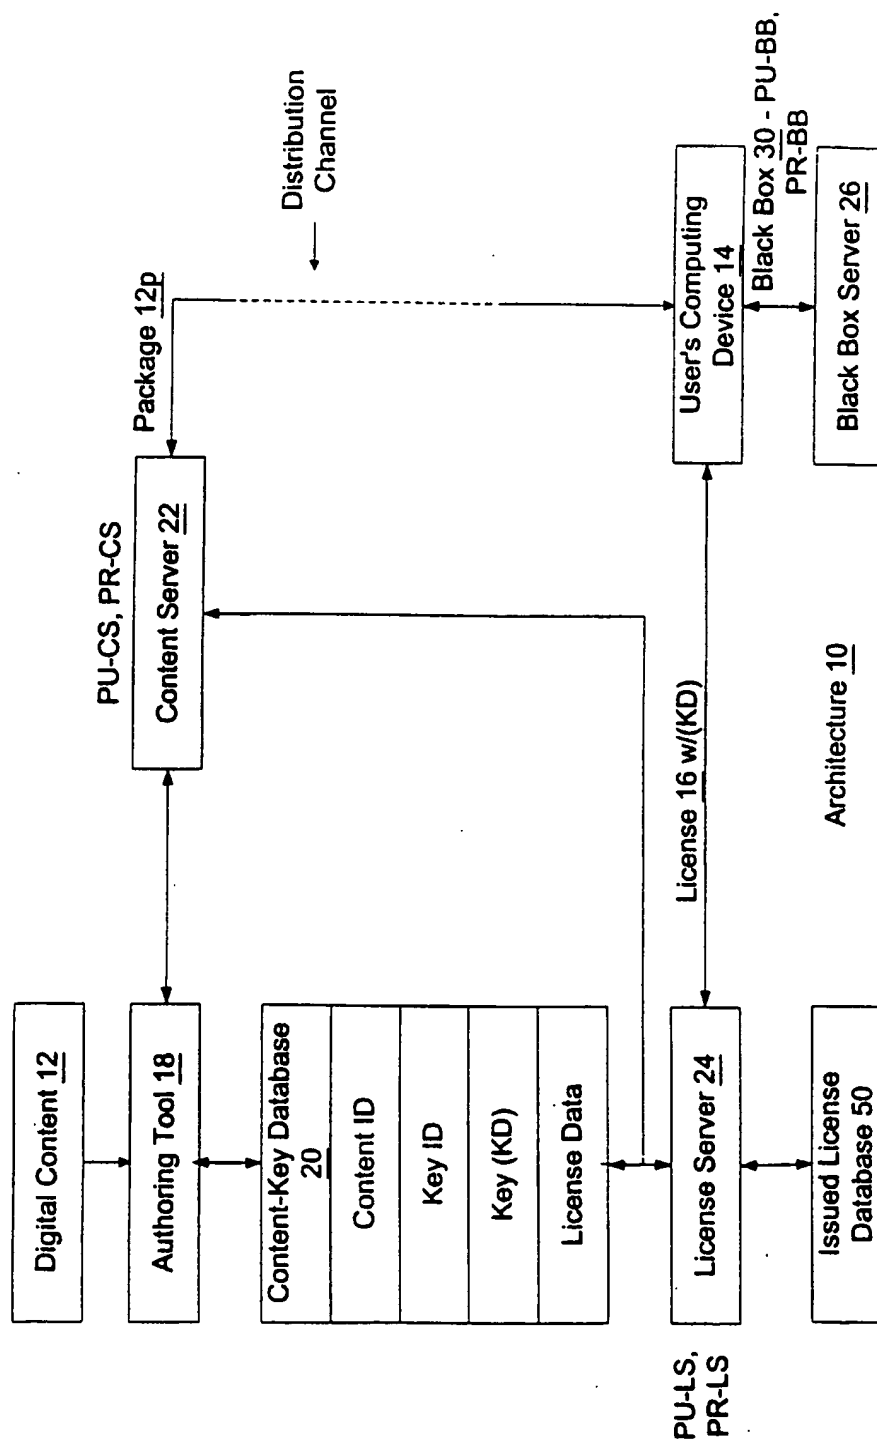 Digital Content 12
Authoring Tool 18
Content-Key Database
20
Content ID
Key ID
Key (KD)
License Data
PU-LS,
PR-LS
License Server 24
Issued License
Database 50
PU-CS, PR-CS
Content Server 22
Package 12p
Distribution
Channel
License 16 w/(KD)
User's Computing
Device 14
Black Box 30 - PU-BB,
PR-BB
Black Box Server 26
Architecture 10